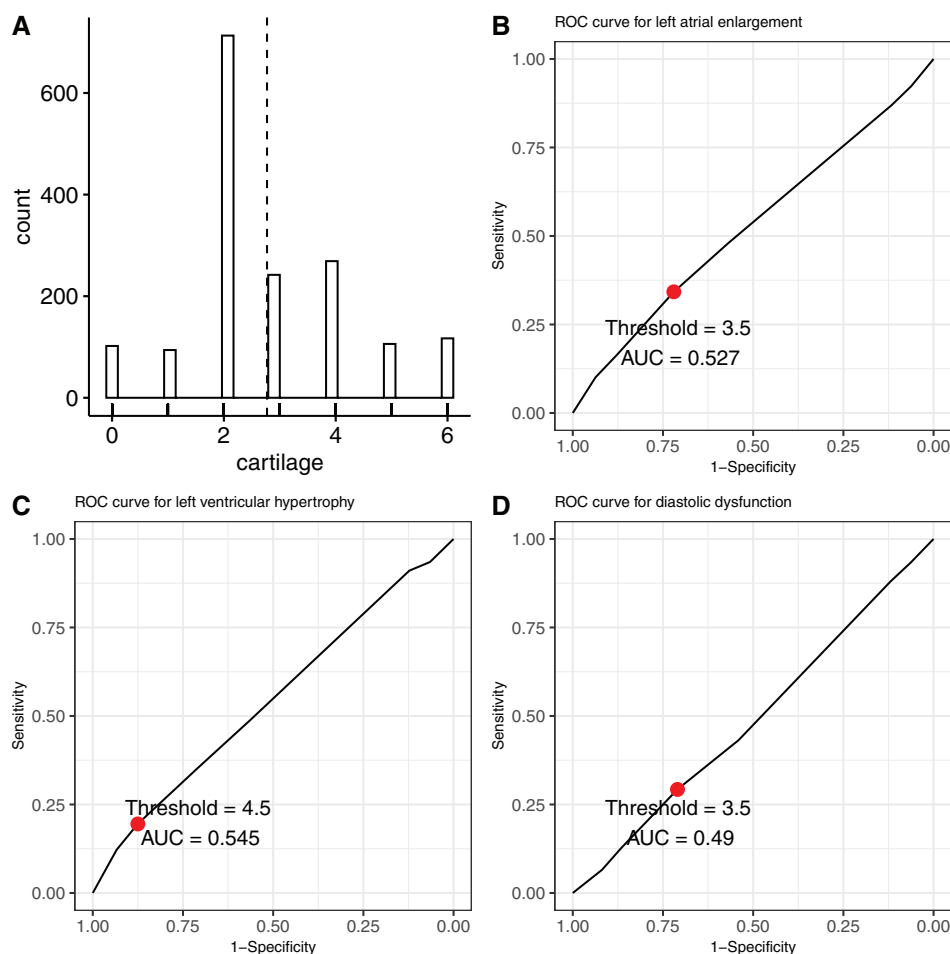 A
600
400
200
0
count
0 2 4 6
cartilage
B
ROC curve for left atrial enlargement
1.00
0.75
0.50
0.25
0.00
Sensitivity
Threshold = 3.5
AUC = 0.527
1.00 0.75 0.50 0.25 0.00
1−Specificity
C
ROC curve for left ventricular hypertrophy
1.00
0.75
0.50
0.25
0.00
Sensitivity
Threshold = 4.5
AUC = 0.545
1.00 0.75 0.50 0.25 0.00
1−Specificity
D
ROC curve for diastolic dysfunction
1.00
0.75
0.50
0.25
0.00
Sensitivity
Threshold = 3.5
AUC = 0.49
1.00 0.75 0.50 0.25 0.00
1−Specificity